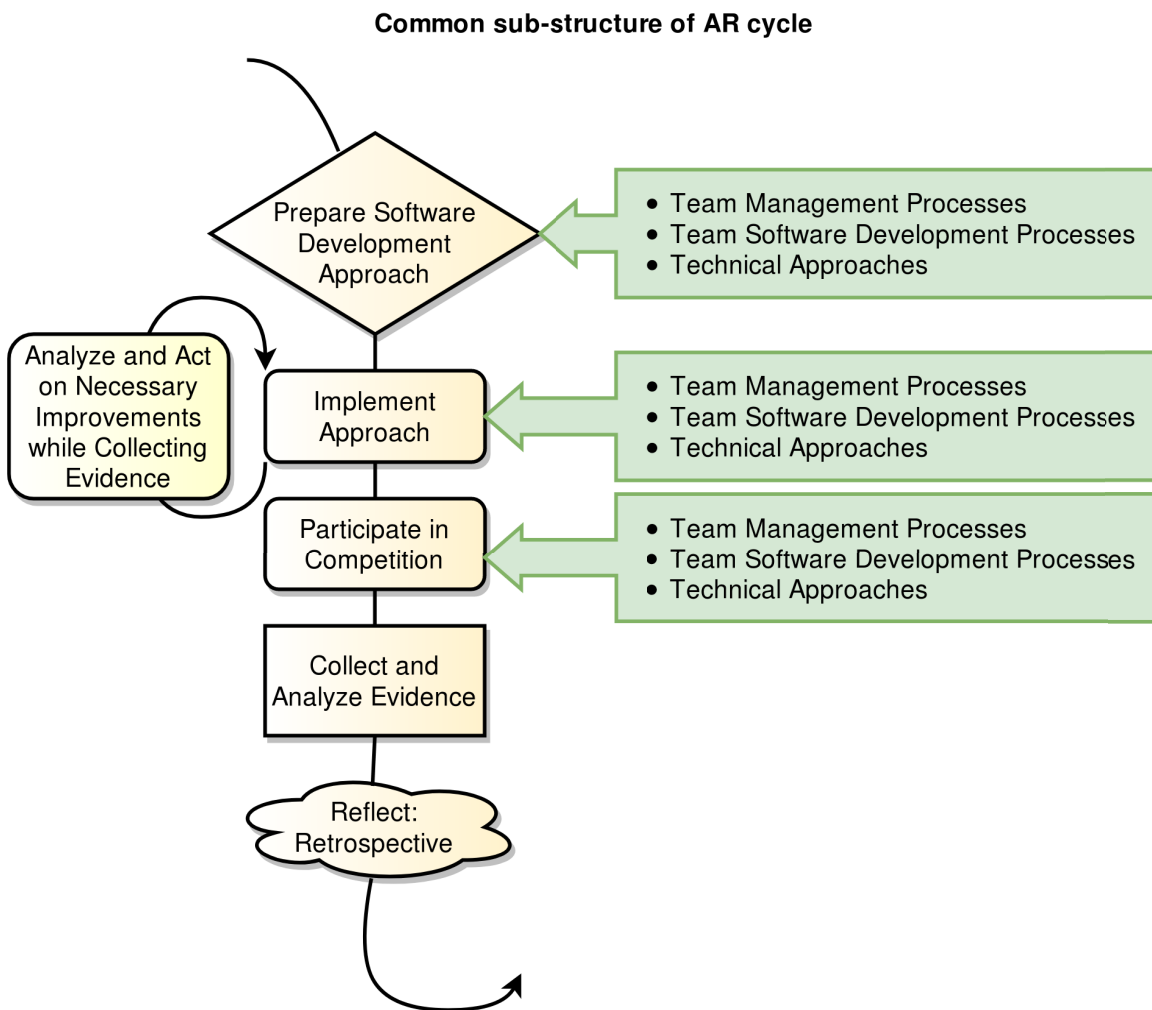 Common sub-structure of AR cycle
Prepare Software
Development
Approach
• Team Management Processes
• Team Software Development Processes
• Technical Approaches
Analyze and Act
on Necessary
Improvements
while Collecting
Evidence
Implement
Approach
• Team Management Processes
• Team Software Development Processes
• Technical Approaches
Participate in
Competition
• Team Management Processes
• Team Software Development Processes
• Technical Approaches
Collect and
Analyze Evidence
Reflect:
Retrospective